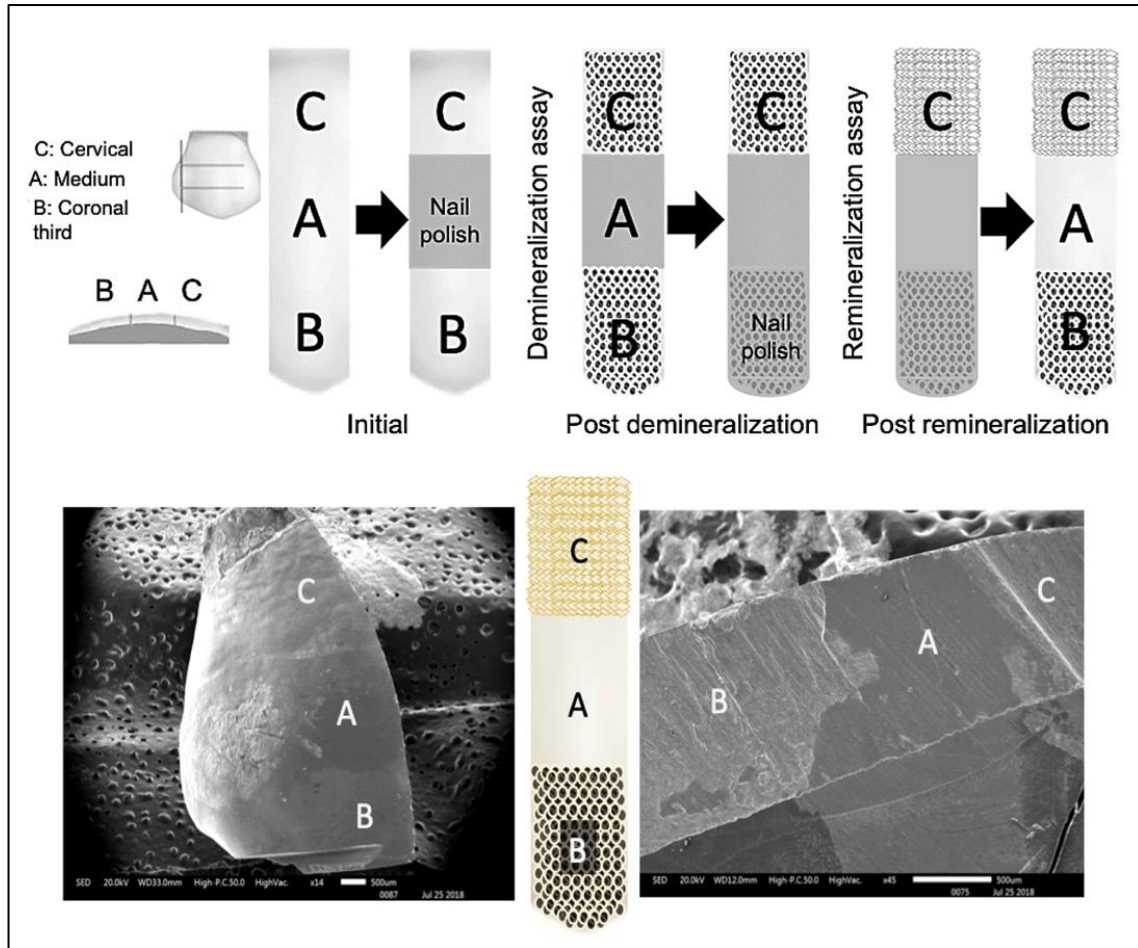 C: Cervical
A: Medium
B: Coronal
third
B A C
C
A
B
C
Nail
polish
B
Initial
Demineralization assay
C
A
B
C
Nail
polish
Post demineralization
Remineralization assay
C
C
A
B
Post remineralization
C
A
B
SED 20.0kV WD33.0mm High-P.C.50.0 HighVac. x14 500µm
0087 Jul 25 2018
C
A
B
B
A
C
SED 20.0kV WD12.0mm High-P.C.50.0 HighVac. x45 500µm
0075 Jul 25 2018